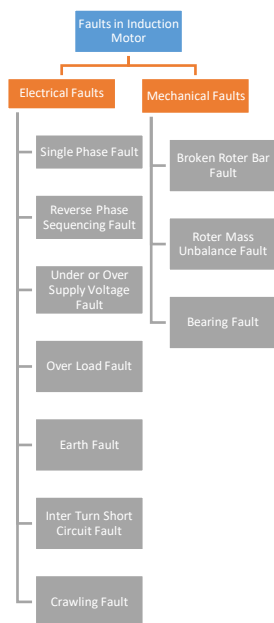 Faults in Induction
Motor
Electrical Faults
Single Phase Fault
Reverse Phase
Sequencing Fault
Under or Over
Supply Voltage
Fault
Over Load Fault
Earth Fault
Inter Turn Short
Circuit Fault
Crawling Fault
Mechanical Faults
Broken Roter Bar
Fault
Roter Mass
Unbalance Fault
Bearing Fault